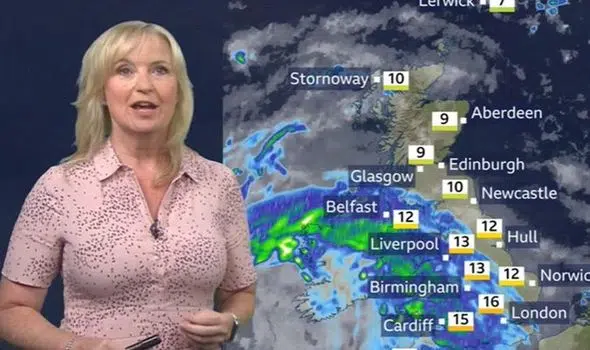 Lerwick 7
Stornoway 10
Aberdeen
9
9
Edinburgh
Glasgow
10
Newcastle
Belfast
12
12
Hull
Liverpool
13
13
12
Norwic
Birmingham
16
London
Cardiff
15